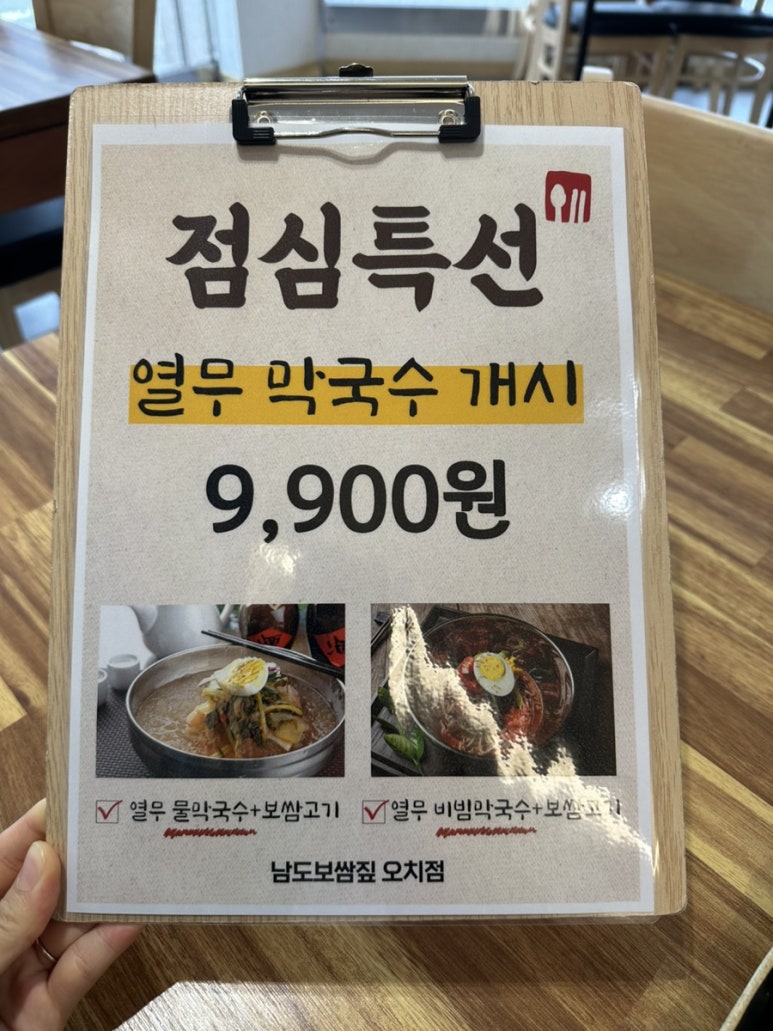 점심특선
열무 막국수 개시
9,900원
열무 물막국수+보쌈고기
열무 비빔막국수+보쌈고기
남도보쌈짚 오치점